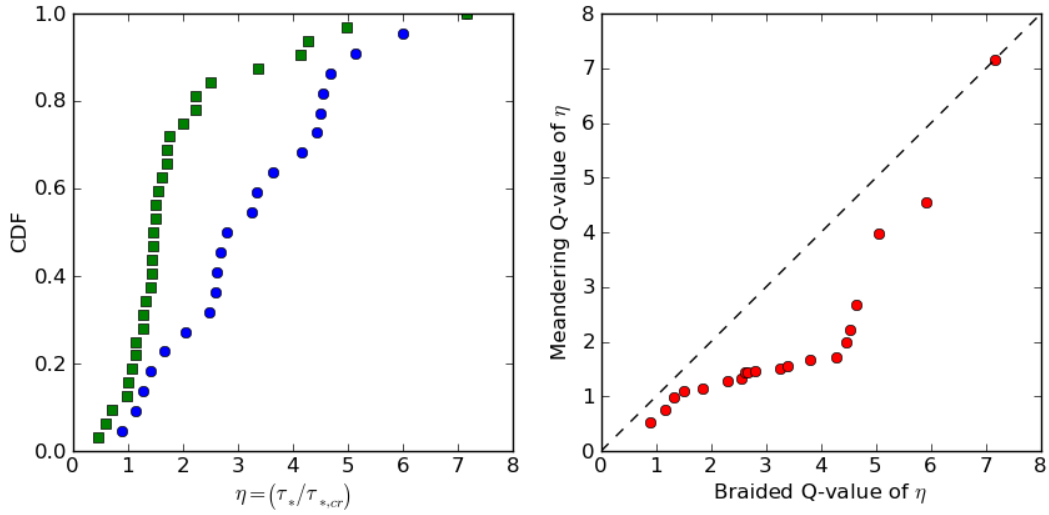 1.0
0.8
0.6
0.4
0.2
0.0
CDF
0 1 2 3 4 5 6 7 8
η=(τ_*/τ_{*,cr})
8
7
6
5
4
3
2
1
0
Meandering Q-value of η
0 1 2 3 4 5 6 7 8
Braided Q-value of η